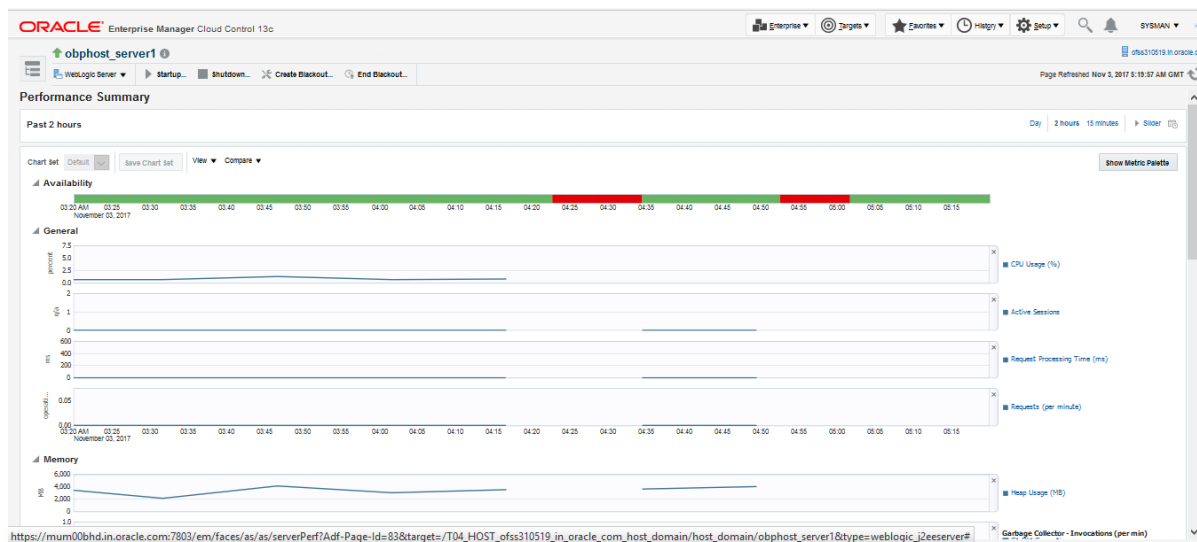 ORACLE Enterprise Manager Cloud Control 13c
Enterprise Targets Favorites History Setup SYSMAN
obphost_server1
ofss310519.in.oracle.c
WebLogic Server Startup... Shutdown... Create Blackout... End Blackout...
Page Refreshed Nov 3, 2017 5:19:57 AM GMT
Performance Summary
Past 2 hours
Day 2 hours 15 minutes Slider
Chart Set Default Save Chart Set View Compare
Show Metric Palette
Availability
03:20 AM 03:25 03:30 03:35 03:40 03:45 03:50 03:55 04:00 04:05 04:10 04:15 04:20 04:25 04:30 04:35 04:40 04:45 04:50 04:55 05:00 05:05 05:10 05:15
November 03, 2017
General
percent
7.5
5.0
2.5
0.0
CPU Usage (%)
n/a
2
1
0
Active Sessions
ms
600
400
200
0
Request Processing Time (ms)
operati...
0.05
0.00
Requests (per minute)
03:20 AM 03:25 03:30 03:35 03:40 03:45 03:50 03:55 04:00 04:05 04:10 04:15 04:20 04:25 04:30 04:35 04:40 04:45 04:50 04:55 05:00 05:05 05:10 05:15
November 03, 2017
Memory
MB
6,000
4,000
2,000
0
Heap Usage (MB)
1.0
Garbage Collector - Invocations (per min)
https://mum00bhd.in.oracle.com:7803/em/faces/as/as/serverPerf?Adf-Page-Id=83&target=/T04_HOST_ofss310519_in_oracle_com_host_domain/host_domain/obphost_server1&type=weblogic_j2eeserver#